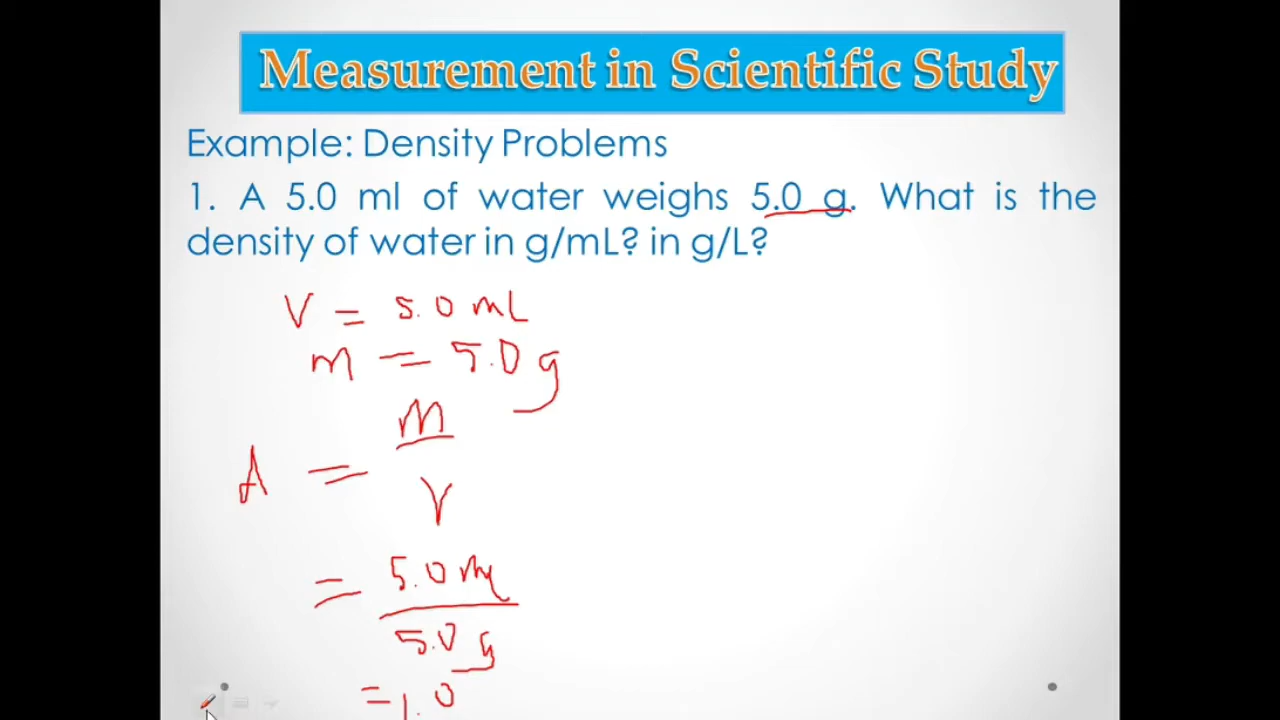 Measurement in Scientific Study
Example: Density Problems
1. A 5.0 ml of water weighs 5.0 g. What is the
density of water in g/mL? in g/L?
V = 5.0 mL
m = 5.0 g
m
=
V
= 5.0 m
5.0 g
= 1.0